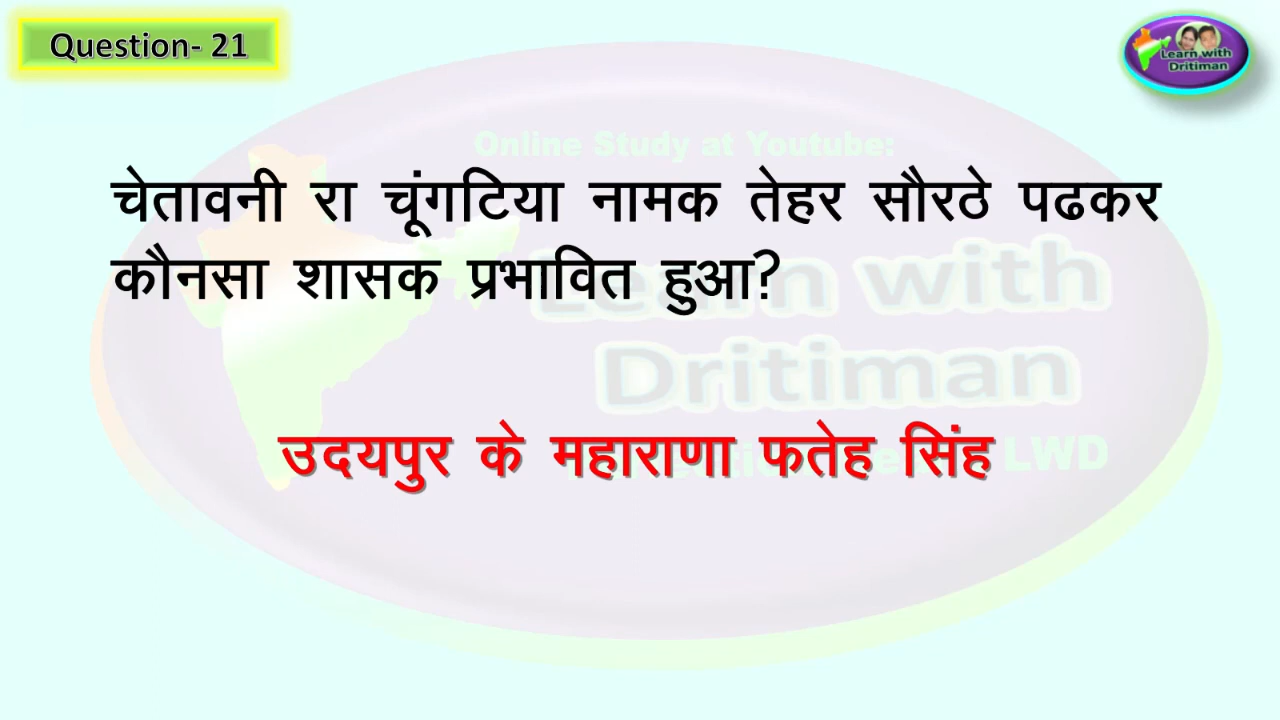 Question- 21
Learn with
Dritiman
Online Study at Youtube:
चेतावनी रा चूंगटिया नामक तेहर सौरठे पढकर
कौनसा शासक प्रभावित हुआ?
Learn with
Dritiman
उदयपुर के महाराणा फतेह सिंह
LWD